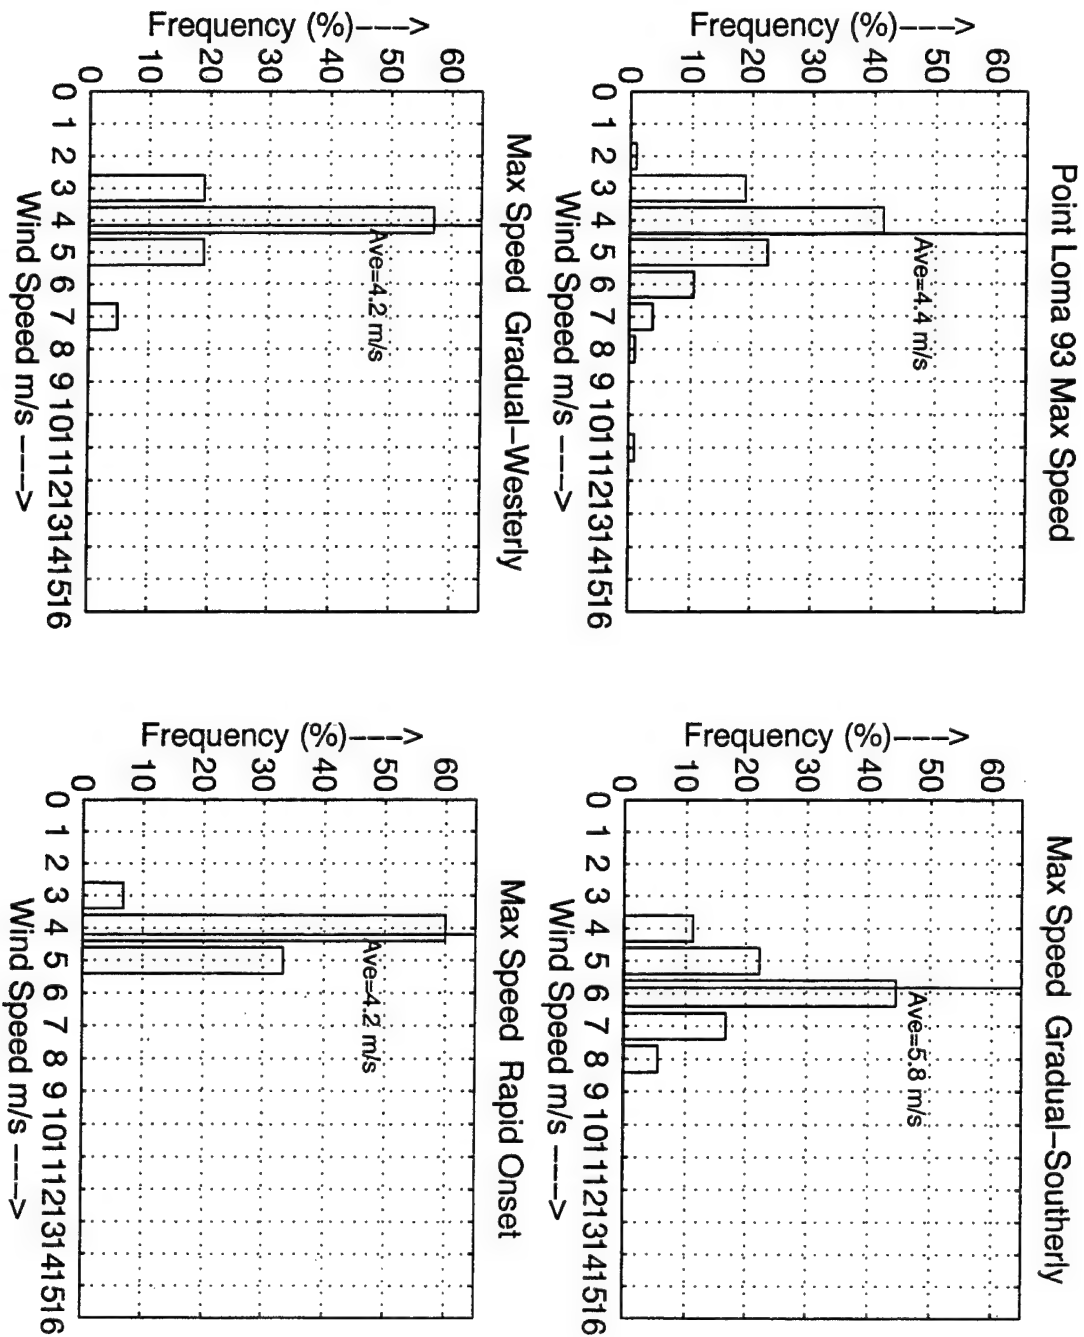 Point Loma 93 Max Speed
Frequency (%)--->
60
50
40
30
20
10
0
0 1 2 3 4 5 6 7 8 9 10 11 12 13 14 15 16
Wind Speed m/s ---->
Ave=4.4 m/s
Max Speed Gradual-Southerly
Frequency (%)--->
60
50
40
30
20
10
0
0 1 2 3 4 5 6 7 8 9 10 11 12 13 14 15 16
Wind Speed m/s ---->
Ave=5.8 m/s
Max Speed Gradual-Westerly
Frequency (%)--->
60
50
40
30
20
10
0
0 1 2 3 4 5 6 7 8 9 10 11 12 13 14 15 16
Wind Speed m/s ---->
Ave=4.2 m/s
Max Speed Rapid Onset
Frequency (%)--->
60
50
40
30
20
10
0
0 1 2 3 4 5 6 7 8 9 10 11 12 13 14 15 16
Wind Speed m/s ---->
Ave=4.2 m/s